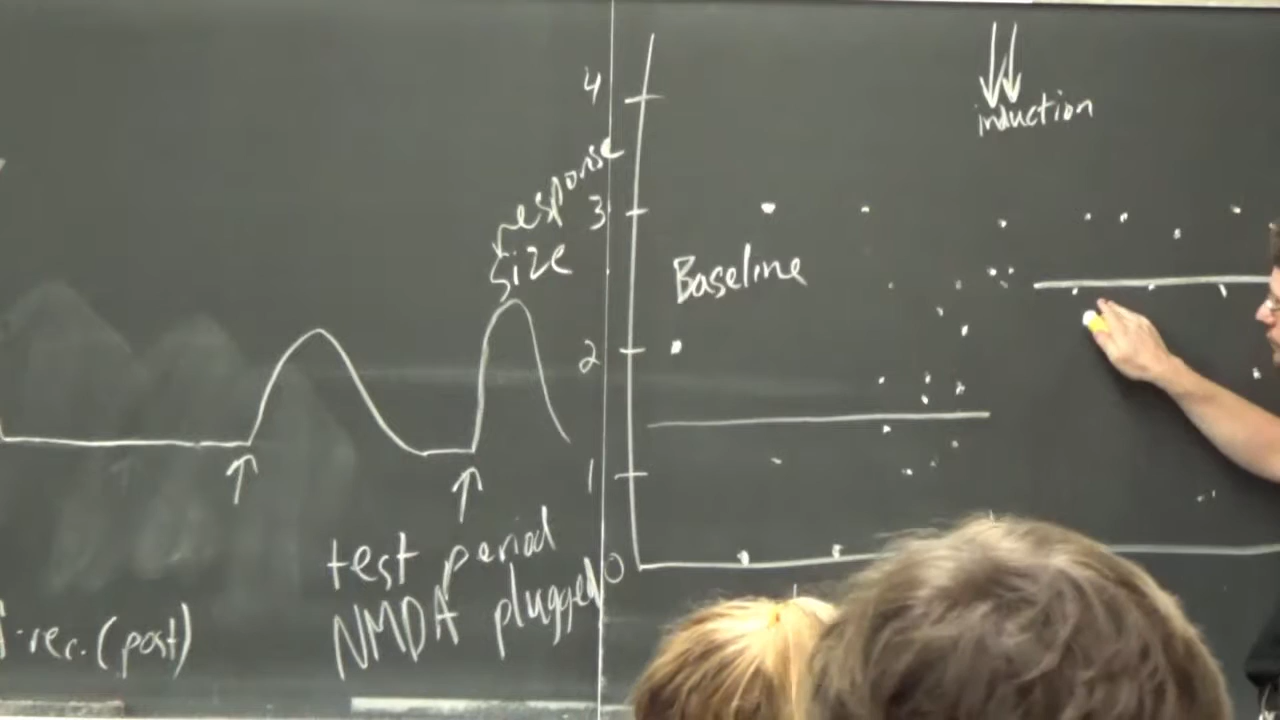 4
induction
response
size
3
Baseline
2
1
0
test period
NMDA plugged
rec. (post)